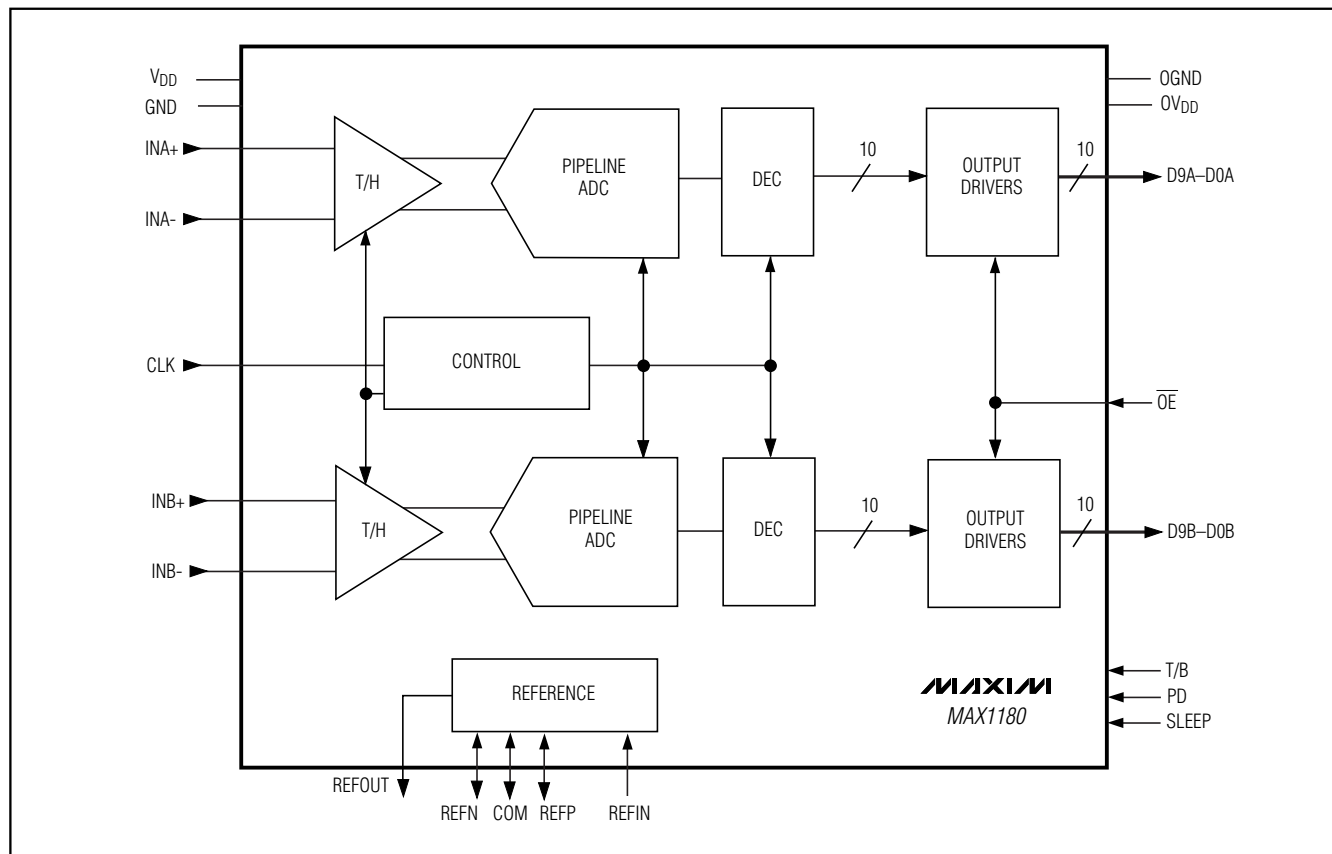 VDD
GND
INA+
INA-
T/H
PIPELINE
ADC
DEC
10
OUTPUT
DRIVERS
10
OGND
OVDD
D9A–D0A
CLK
CONTROL
OE
INB+
INB-
T/H
PIPELINE
ADC
DEC
10
OUTPUT
DRIVERS
10
D9B–D0B
REFERENCE
MAXIM
MAX1180
T/B
PD
SLEEP
REFOUT
REFN
COM
REFP
REFIN